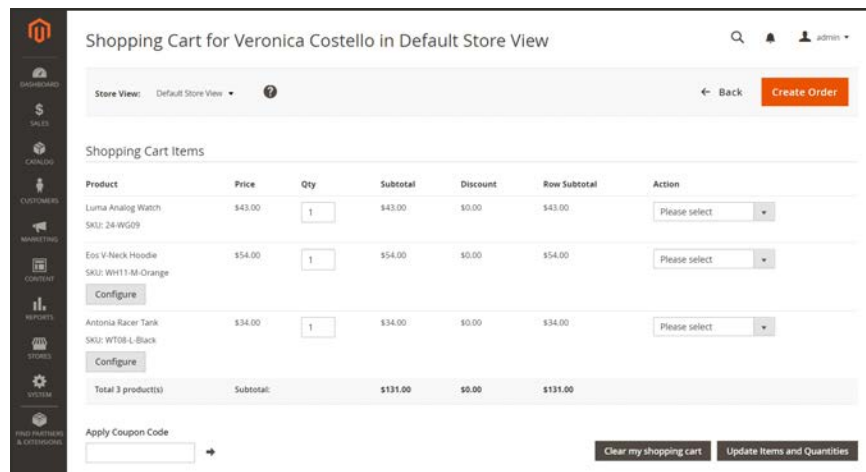 Shopping Cart for Veronica Costello in Default Store View
admin
DASHBOARD
SALES
CATALOG
CUSTOMERS
MARKETING
CONTENT
REPORTS
STORES
SYSTEM
FIND PARTNERS
& EXTENSIONS
Store View: Default Store View
?
← Back
Create Order
Shopping Cart Items
Product Price Qty Subtotal Discount Row Subtotal Action
Luma Analog Watch $43.00 1 $43.00 $0.00 $43.00 Please select
SKU: 24-WG09
Eos V-Neck Hoodie $54.00 1 $54.00 $0.00 $54.00 Please select
SKU: WH11-M-Orange
Configure
Antonia Racer Tank $34.00 1 $34.00 $0.00 $34.00 Please select
SKU: WT08-L-Black
Configure
Total 3 product(s) Subtotal: $131.00 $0.00 $131.00
Apply Coupon Code
Clear my shopping cart
Update Items and Quantities